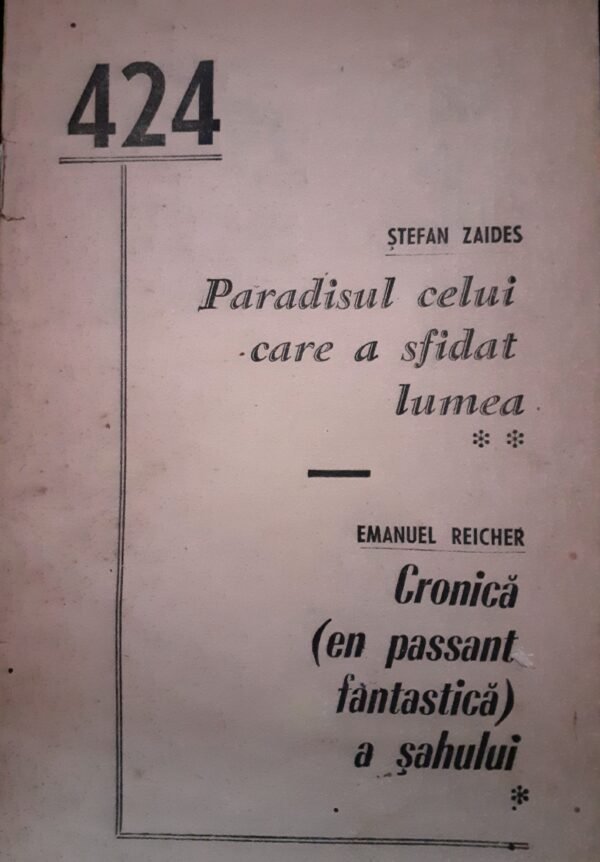 424
ȘTEFAN ZAIDES
Paradisul celui
care a sfidat
lumea
* *
EMANUEL REICHER
Cronică
(en passant
fantastică)
a șahului
*